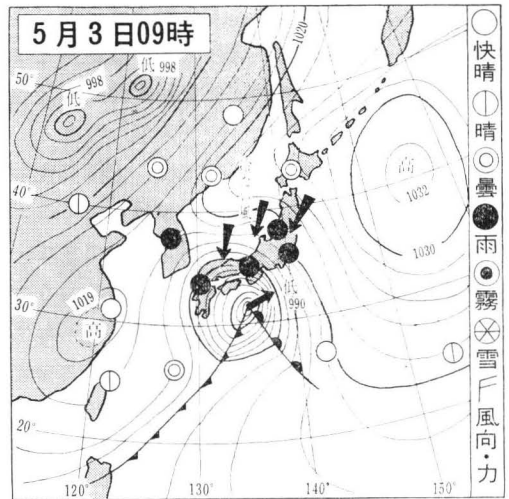 5月3日09時
1020
低 998
低 998
50°
高
1032
40°
1030
1019
高
低
990
30°
20°
120°
130°
140°
150°
快晴
晴
曇
雨
霧
雪
風向・力